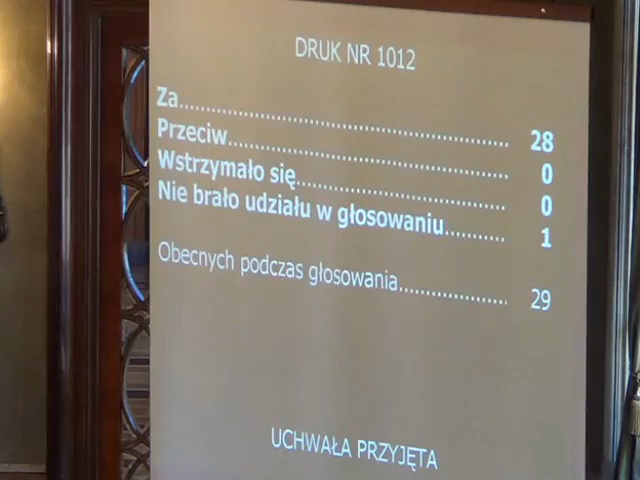 DRUK NR 1012
Za............................................................ 28
Przeciw.................................................... 0
Wstrzymało się...................................... 0
Nie brało udziału w głosowaniu........... 1
Obecnych podczas głosowania.................. 29
UCHWAŁA PRZYJĘTA